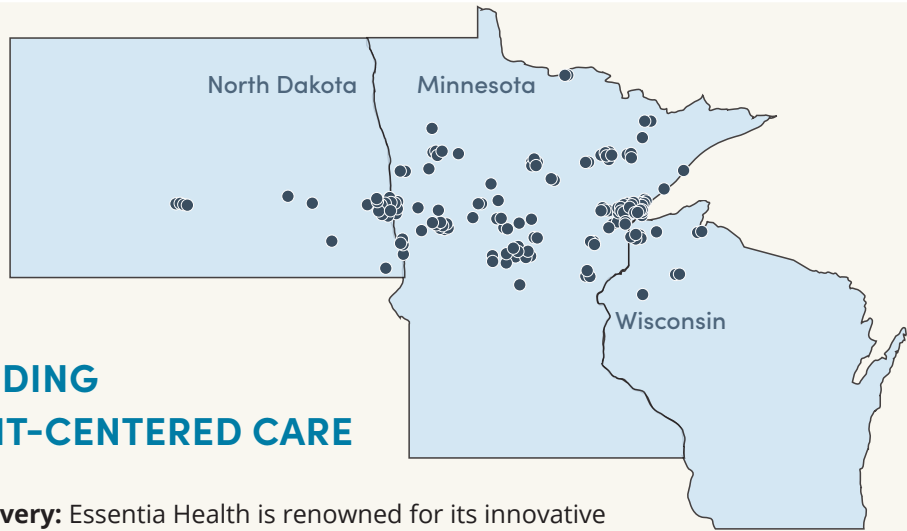 North Dakota
Minnesota
Wisconsin
DING
IT-CENTERED CARE
very: Essentia Health is renowned for its innovative